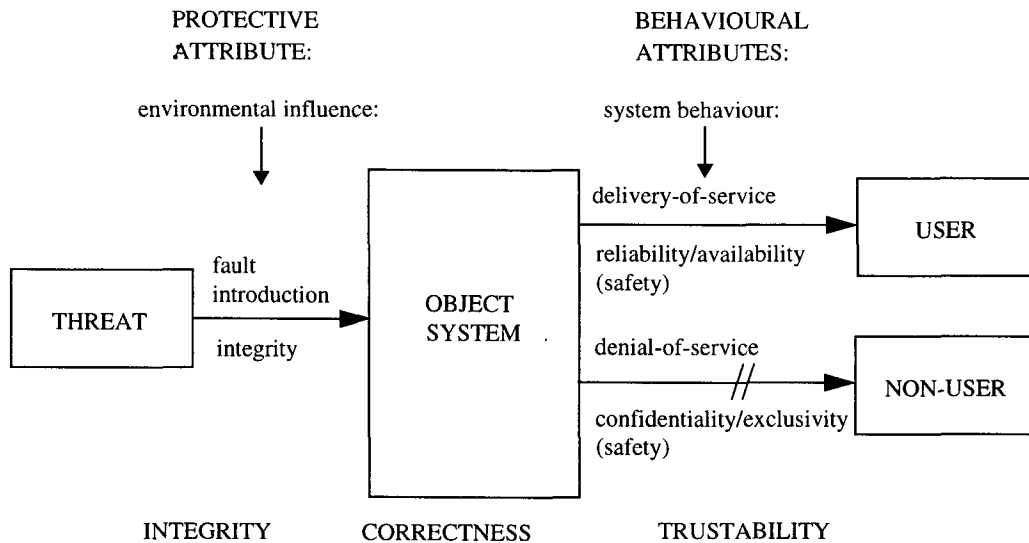 PROTECTIVE
ATTRIBUTE:
BEHAVIOURAL
ATTRIBUTES:
environmental influence:
system behaviour:
delivery-of-service
USER
reliability/availability
(safety)
fault
introduction
THREAT
integrity
OBJECT
SYSTEM
denial-of-service
NON-USER
confidentiality/exclusivity
(safety)
INTEGRITY
CORRECTNESS
TRUSTABILITY